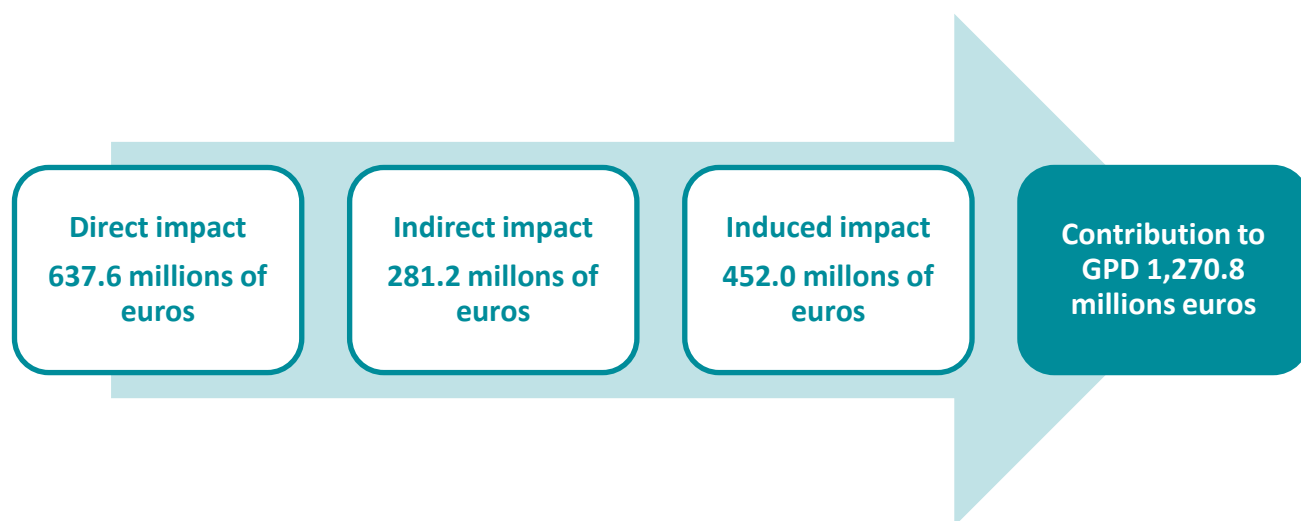 Direct impact
637.6 millions of
euros
Indirect impact
281.2 millons of
euros
Induced impact
452.0 millons of
euros
Contribution to
GPD 1,270.8
millions euros